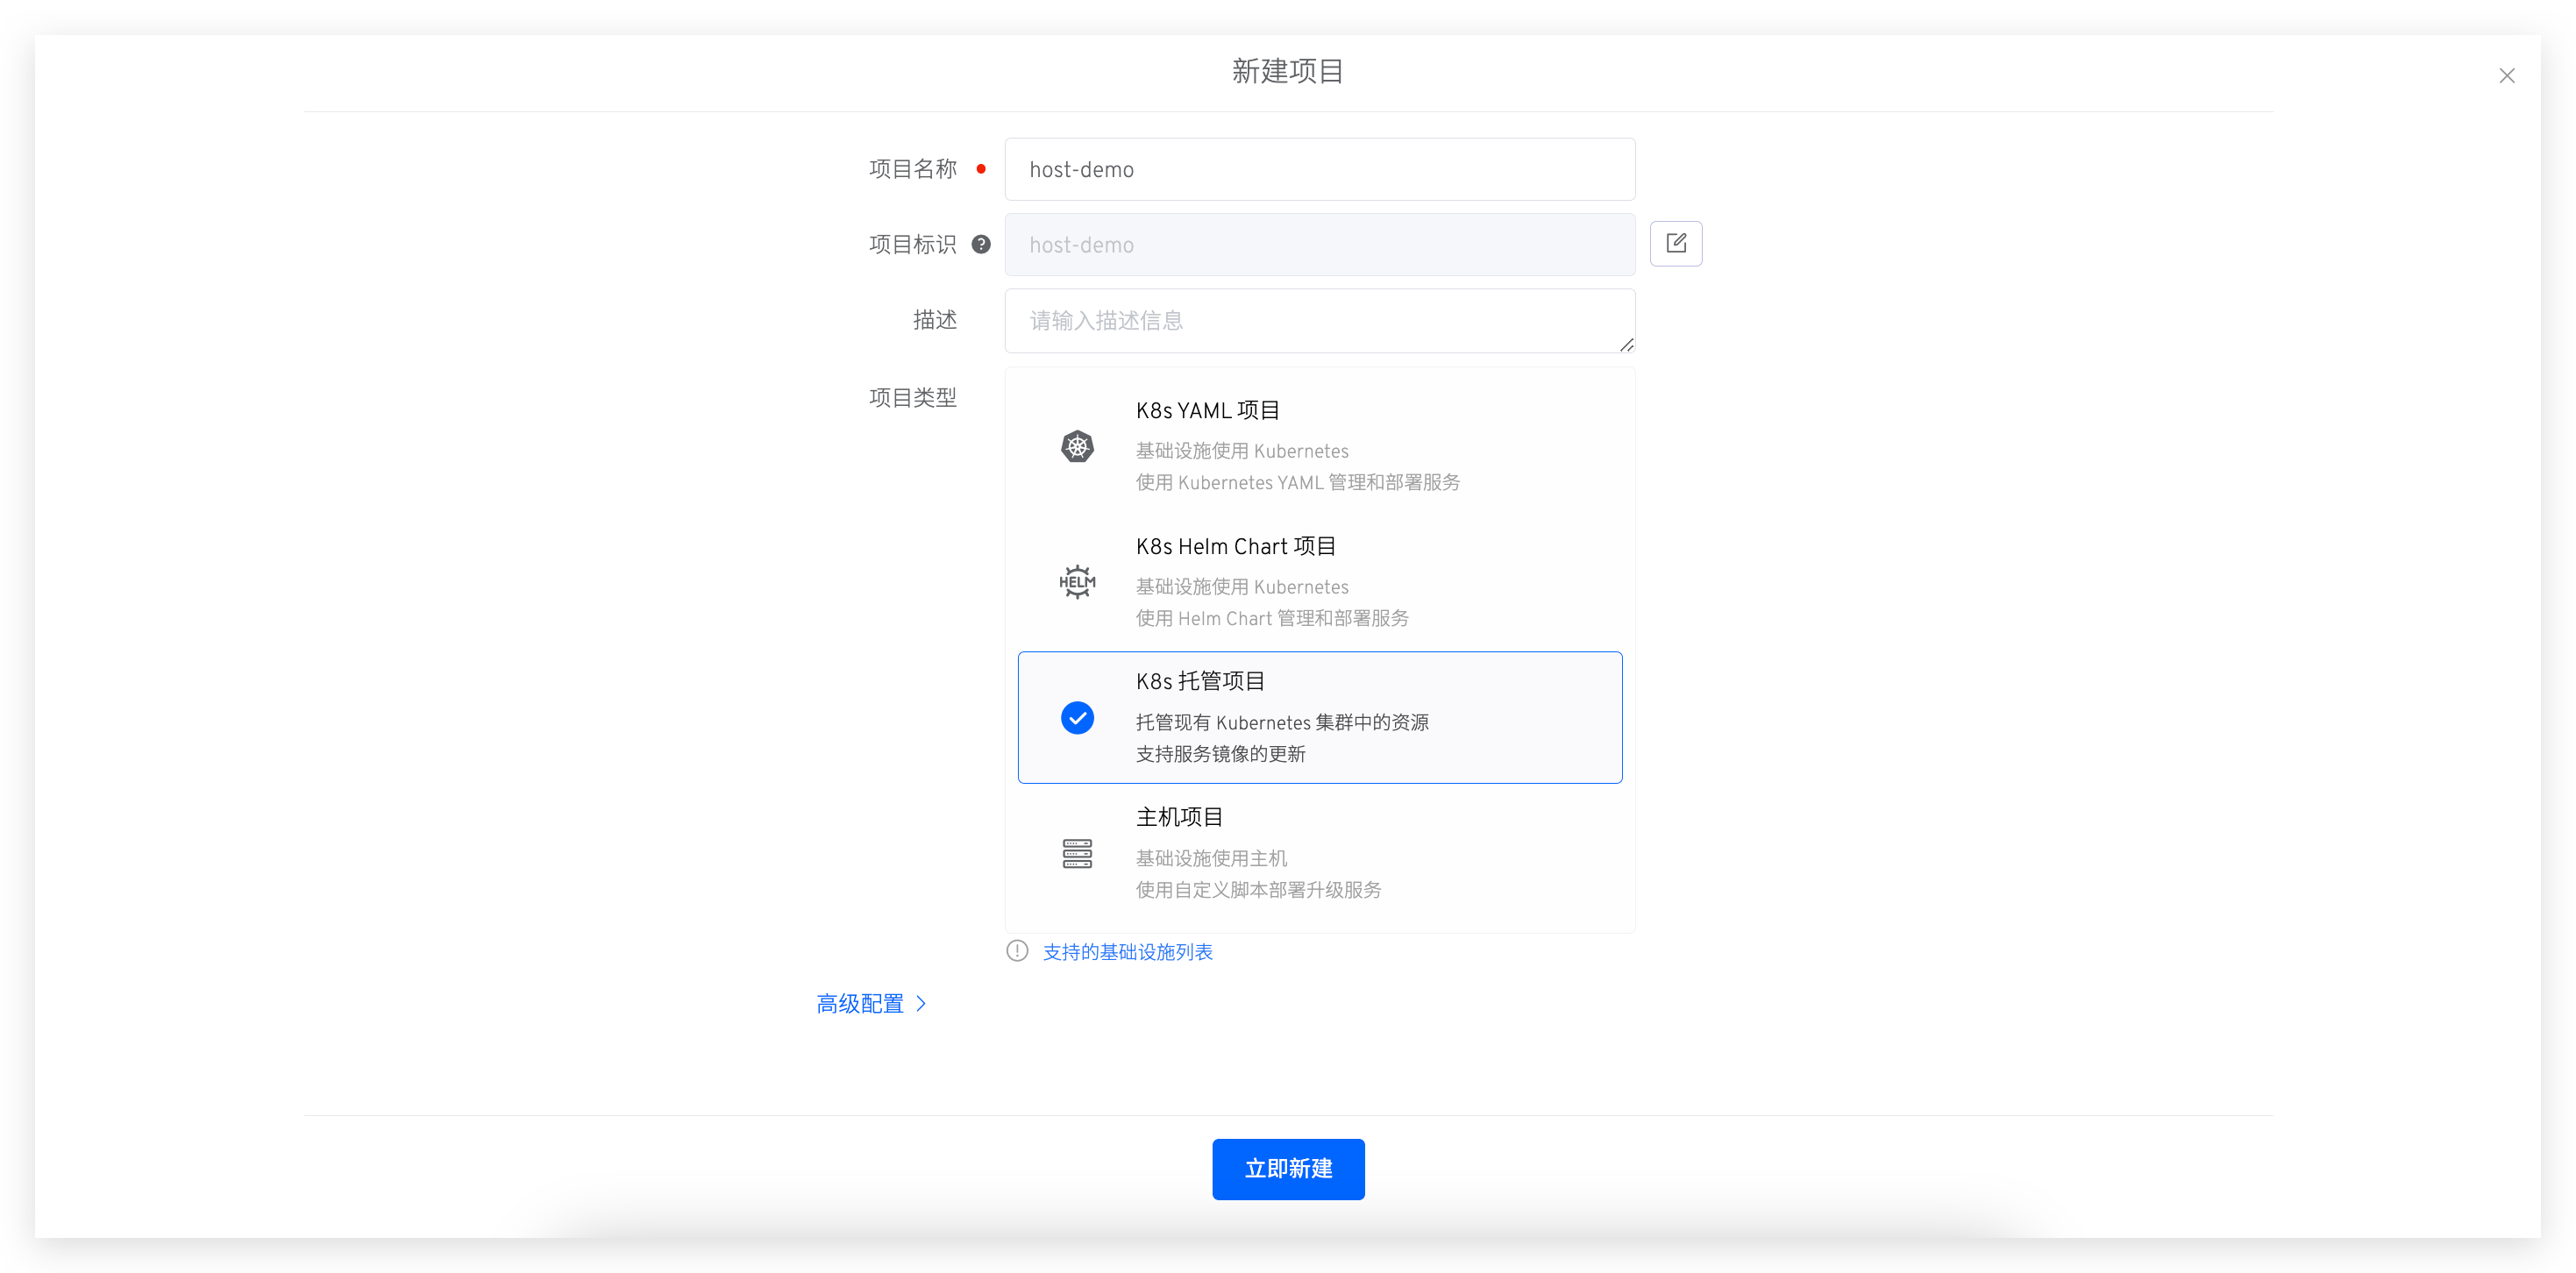 新建项目
项目名称
host-demo
项目标识
host-demo
描述
请输入描述信息
项目类型
K8s YAML 项目
基础设施使用 Kubernetes
使用 Kubernetes YAML 管理和部署服务
HELM
K8s Helm Chart 项目
基础设施使用 Kubernetes
使用 Helm Chart 管理和部署服务
K8s 托管项目
托管现有 Kubernetes 集群中的资源
支持服务镜像的更新
主机项目
基础设施使用主机
使用自定义脚本部署升级服务
支持的基础设施列表
高级配置
立即新建